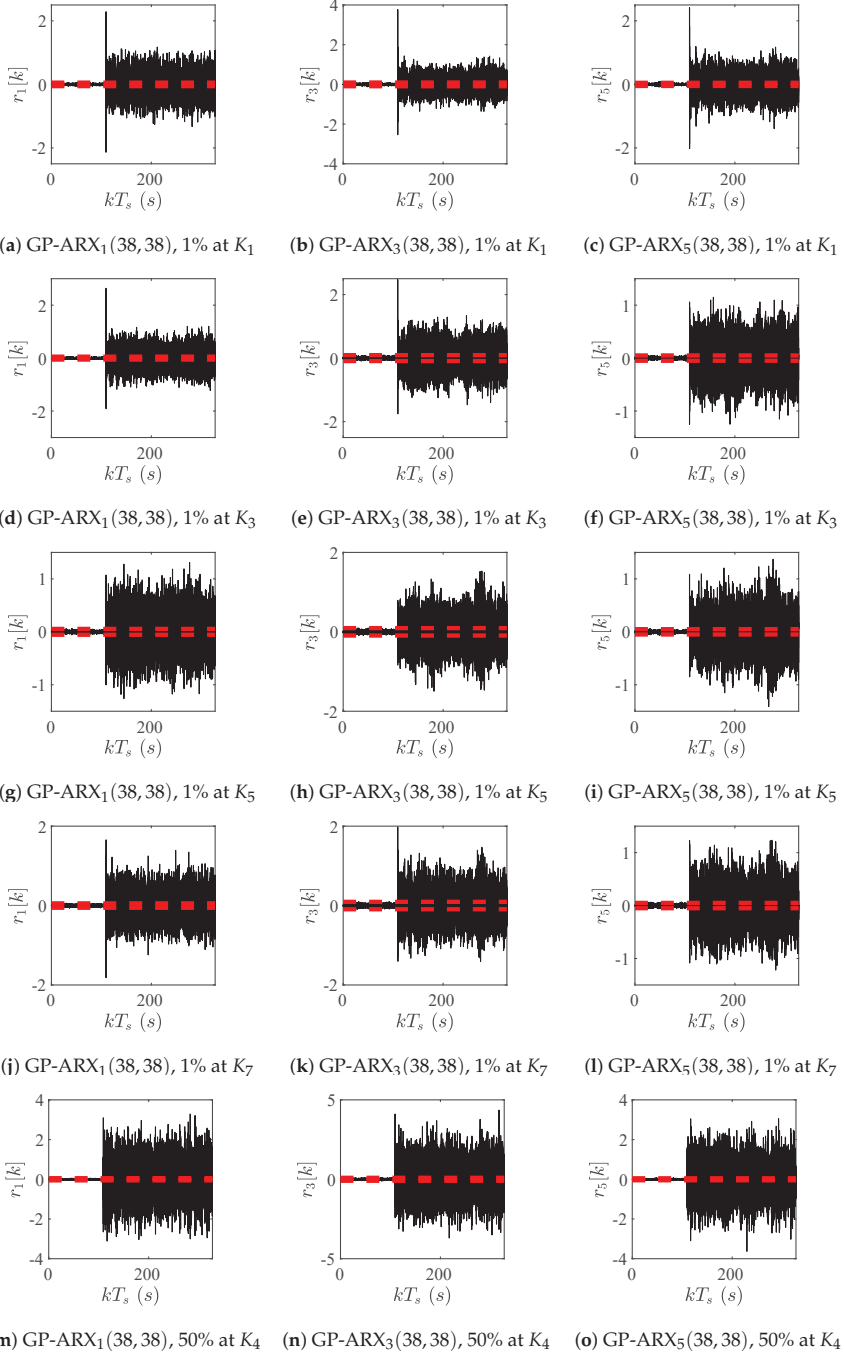 2
0
-2
r₁[k]
0 200
kTₛ (s)
4
2
0
-2
-4
r₃[k]
0 200
kTₛ (s)
2
0
-2
r₅[k]
0 200
kTₛ (s)
(a) GP-ARX₁(38,38), 1% at K₁
(b) GP-ARX₃(38,38), 1% at K₁
(c) GP-ARX₅(38,38), 1% at K₁
2
0
-2
r₁[k]
0 200
kTₛ (s)
2
0
-2
r₃[k]
0 200
kTₛ (s)
1
0
-1
r₅[k]
0 200
kTₛ (s)
(d) GP-ARX₁(38,38), 1% at K₃
(e) GP-ARX₃(38,38), 1% at K₃
(f) GP-ARX₅(38,38), 1% at K₃
1
0
-1
r₁[k]
0 200
kTₛ (s)
2
0
-2
r₃[k]
0 200
kTₛ (s)
1
0
-1
r₅[k]
0 200
kTₛ (s)
(g) GP-ARX₁(38,38), 1% at K₅
(h) GP-ARX₃(38,38), 1% at K₅
(i) GP-ARX₅(38,38), 1% at K₅
2
0
-2
r₁[k]
0 200
kTₛ (s)
2
0
-2
r₃[k]
0 200
kTₛ (s)
1
0
-1
r₅[k]
0 200
kTₛ (s)
(j) GP-ARX₁(38,38), 1% at K₇
(k) GP-ARX₃(38,38), 1% at K₇
(l) GP-ARX₅(38,38), 1% at K₇
4
2
0
-2
-4
r₁[k]
0 200
kTₛ (s)
5
0
-5
r₃[k]
0 200
kTₛ (s)
4
2
0
-2
-4
r₅[k]
0 200
kTₛ (s)
m) GP-ARX₁(38,38), 50% at K₄
(n) GP-ARX₃(38,38), 50% at K₄
(o) GP-ARX₅(38,38), 50% at K₄